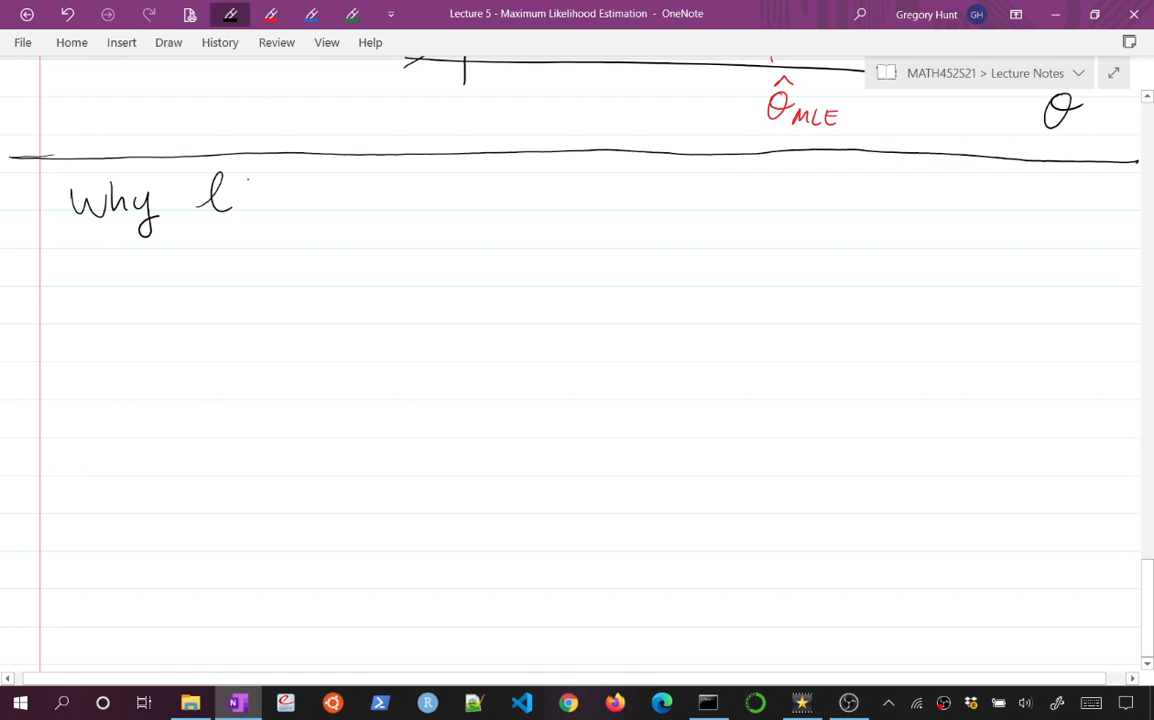 Lecture 5 - Maximum Likelihood Estimation - OneNote
Gregory Hunt
GH
File Home Insert Draw History Review View Help
MATH452S21 > Lecture Notes
θ̂MLE
θ
Why l